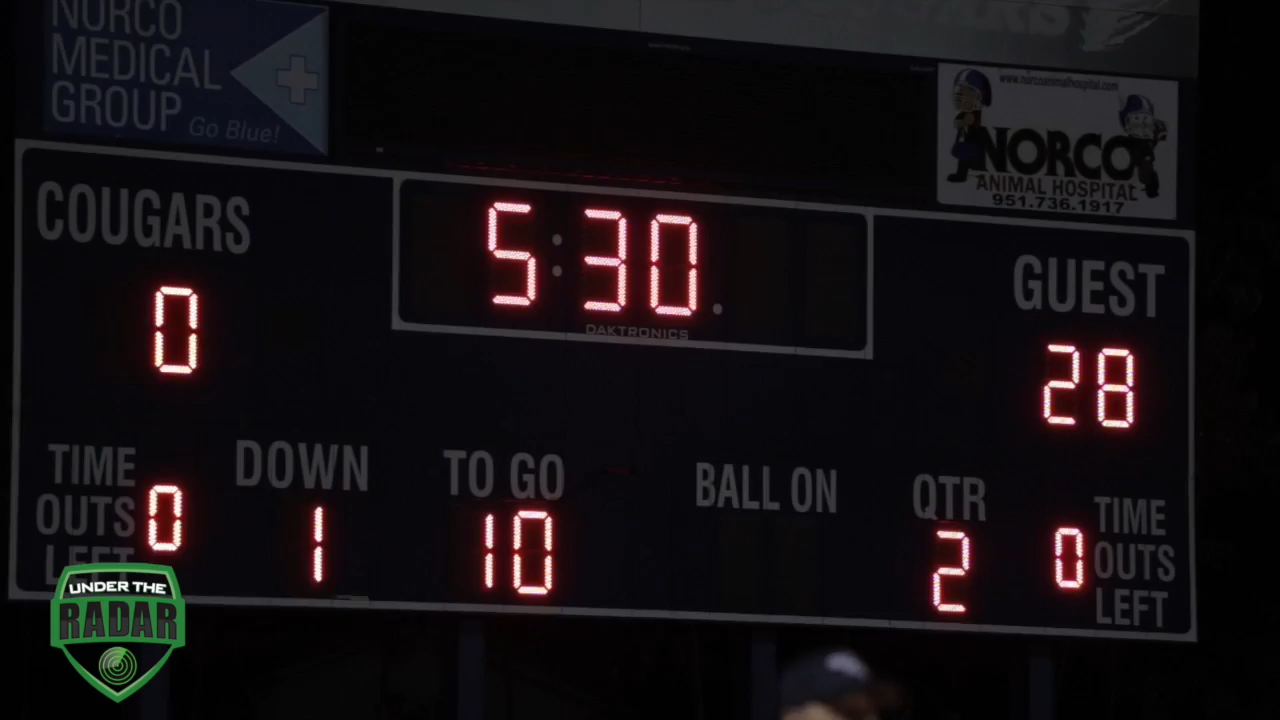 NORCO
MEDICAL
GROUP
Go Blue!
www.norcoanimalhospital.com
NORCO
ANIMAL HOSPITAL
951.736.1917
COUGARS
5:30
DAKTRONICS
GUEST
0
28
TIME
OUTS
LEFT
0
DOWN
1
TO GO
10
BALL ON
QTR
2
0
TIME
OUTS
LEFT
UNDER THE
RADAR